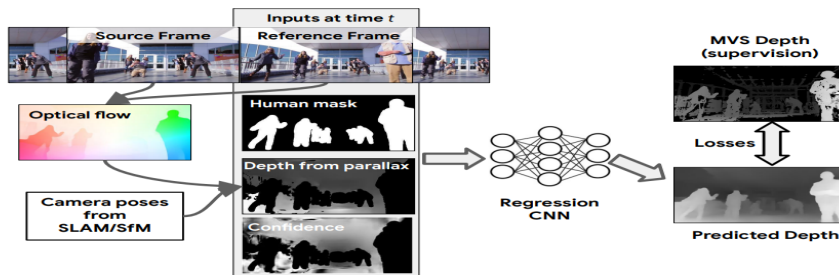 Inputs at time t
Source Frame
Reference Frame
Optical flow
Human mask
Depth from parallax
Camera poses
from
SLAM/SfM
Confidence
Regression
CNN
MVS Depth
(supervision)
Losses
Predicted Depth